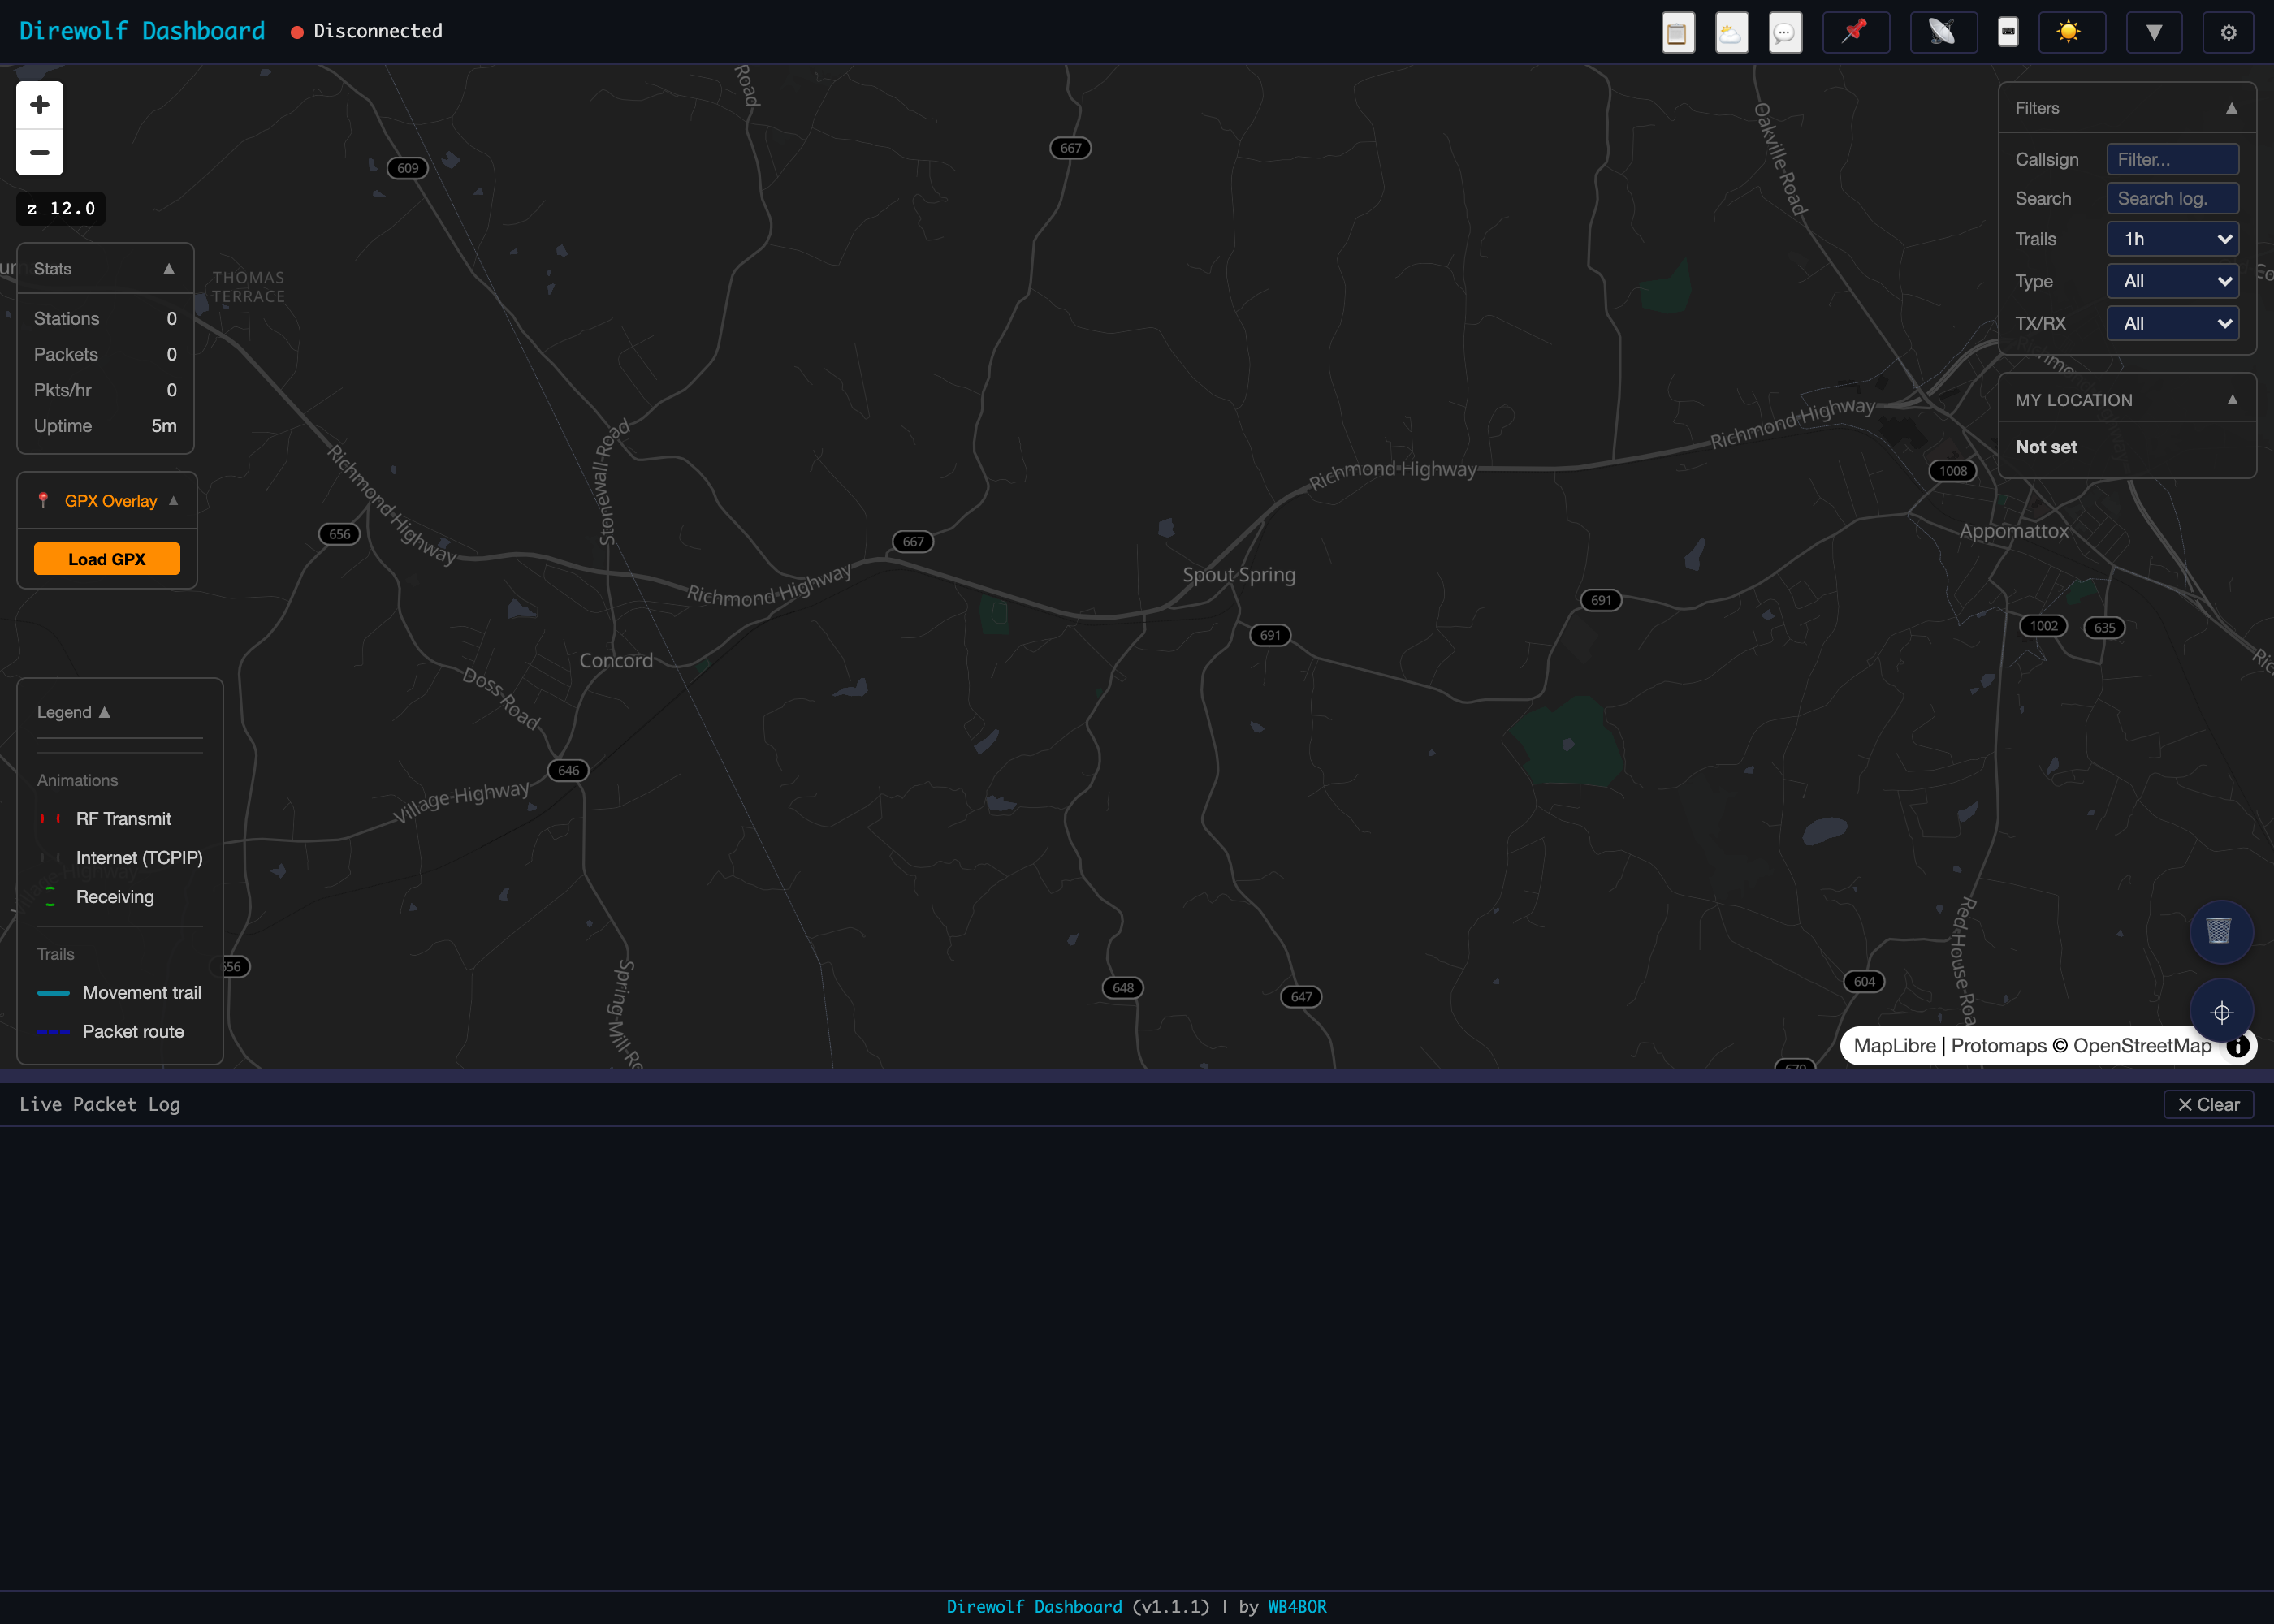 Direwolf Dashboard
Disconnected
+
−
z 12.0
Stats ▲
Stations 0
Packets 0
Pkts/hr 0
Uptime 5m
GPX Overlay ▲
Load GPX
Legend ▲
Animations
RF Transmit
Internet (TCPIP)
Receiving
Trails
Movement trail
Packet route
Filters ▲
Callsign Filter...
Search Search log.
Trails 1h
Type All
TX/RX All
MY LOCATION ▲
Not set
THOMAS
TERRACE
609
Road
667
Oakville Road
Richmond Highway
Stonewall Road
656
Richmond Highway
667
Richmond Highway
Richmond Highway
1008
Appomattox
Spout Spring
691
691
1002
635
Concord
Doss Road
646
Village Highway
656
Spring Mill Ro
648
647
604
Red House Roa
MapLibre | Protomaps © OpenStreetMap
Live Packet Log
✕ Clear
Direwolf Dashboard (v1.1.1) | by WB4BOR